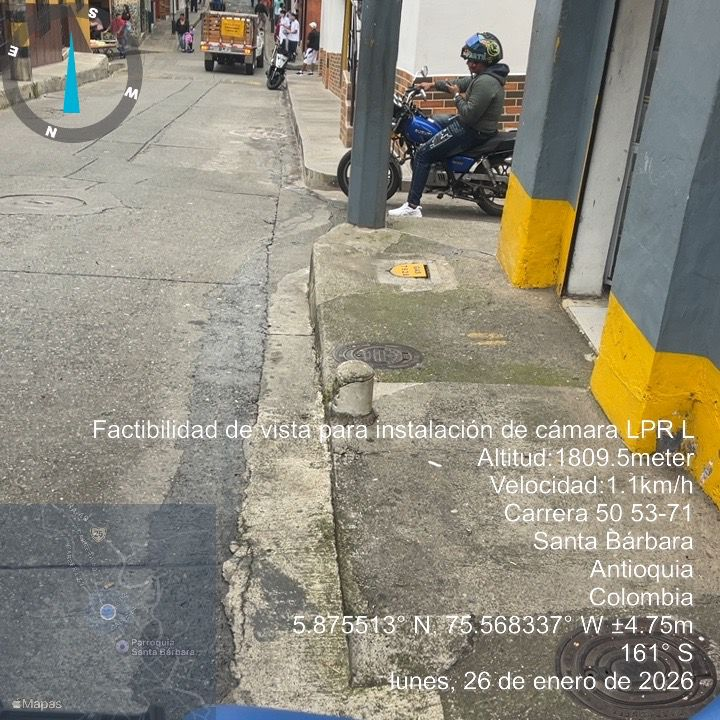 S
E
W
N
Factibilidad de vista para instalación de cámara LPR L
Altitud:1809.5meter
Velocidad:1.1km/h
Carrera 50 53-71
Santa Bárbara
Antioquia
Colombia
5.875513° N, 75.568337° W ±4.75m
161° S
lunes, 26 de enero de 2026
25
Parroquia
Santa Bárbara
Mapas